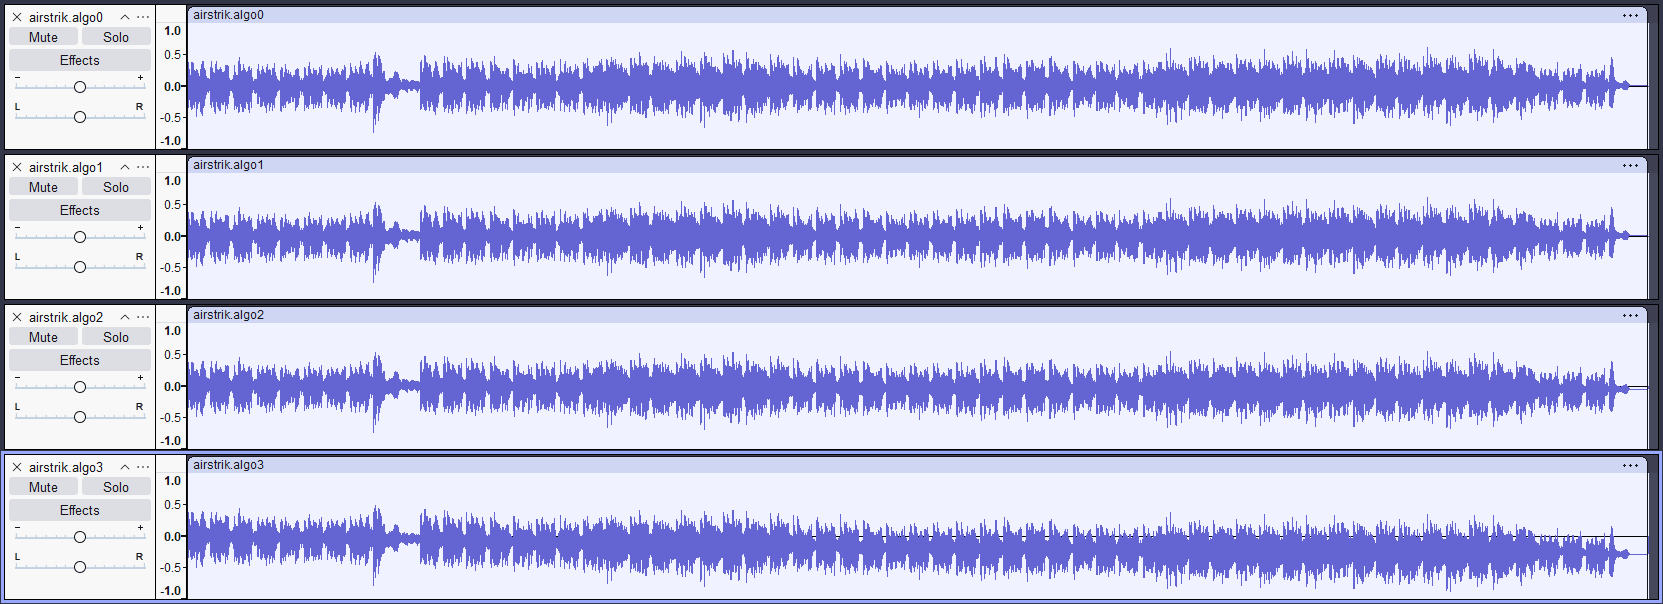 airstrik.algo0
Mute Solo
Effects
- +
L R
1.0
0.5
0.0
-0.5
-1.0
airstrik.algo0
airstrik.algo1
Mute Solo
Effects
- +
L R
1.0
0.5
0.0
-0.5
-1.0
airstrik.algo1
airstrik.algo2
Mute Solo
Effects
- +
L R
1.0
0.5
0.0
-0.5
-1.0
airstrik.algo2
airstrik.algo3
Mute Solo
Effects
- +
L R
1.0
0.5
0.0
-0.5
-1.0
airstrik.algo3